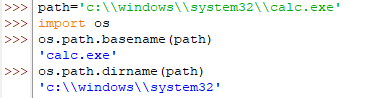 >>> path='c:\\windows\\system32\\calc.exe'
>>> import os
>>> os.path.basename(path)
'calc.exe'
>>> os.path.dirname(path)
'c:\\windows\\system32'